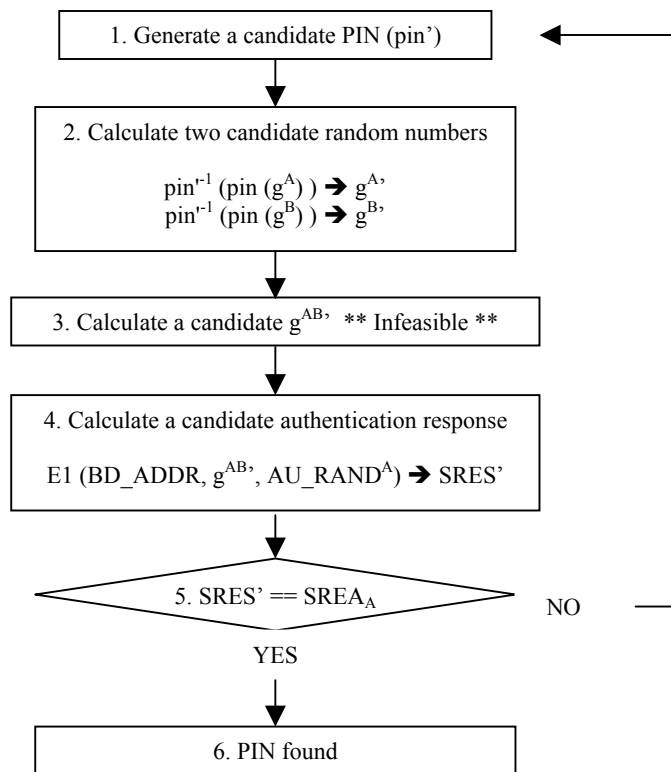 1. Generate a candidate PIN (pin’)
2. Calculate two candidate random numbers
pin'⁻¹ (pin (gᴬ) ) ➔ gᴬ’
pin'⁻¹ (pin (gᴮ) ) ➔ gᴮ’
3. Calculate a candidate gᴬᴮ’ ** Infeasible **
4. Calculate a candidate authentication response
E1 (BD_ADDR, gᴬᴮ’, AU_RANDᴬ) ➔ SRES’
5. SRES’ == SREA_A
NO
YES
6. PIN found